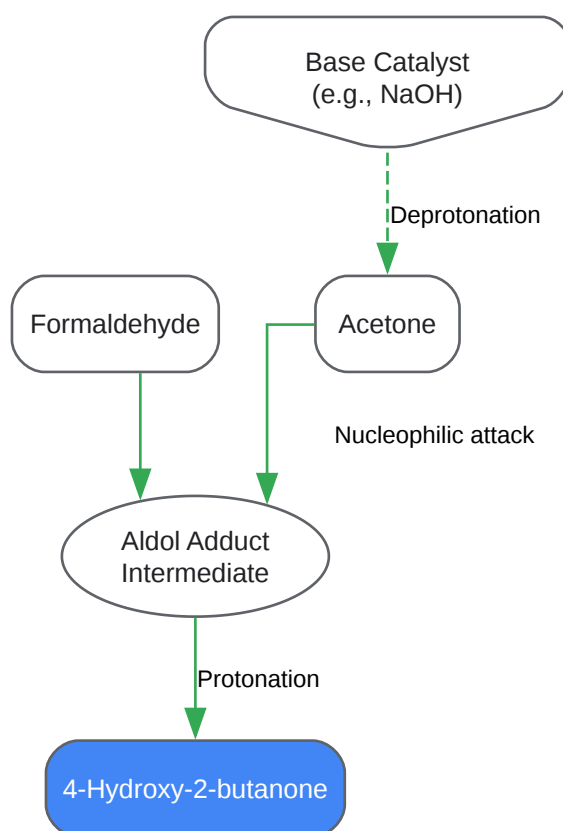 Base Catalyst
(e.g., NaOH)
Deprotonation
Formaldehyde
Acetone
Nucleophilic attack
Aldol Adduct
Intermediate
Protonation
4-Hydroxy-2-butanone